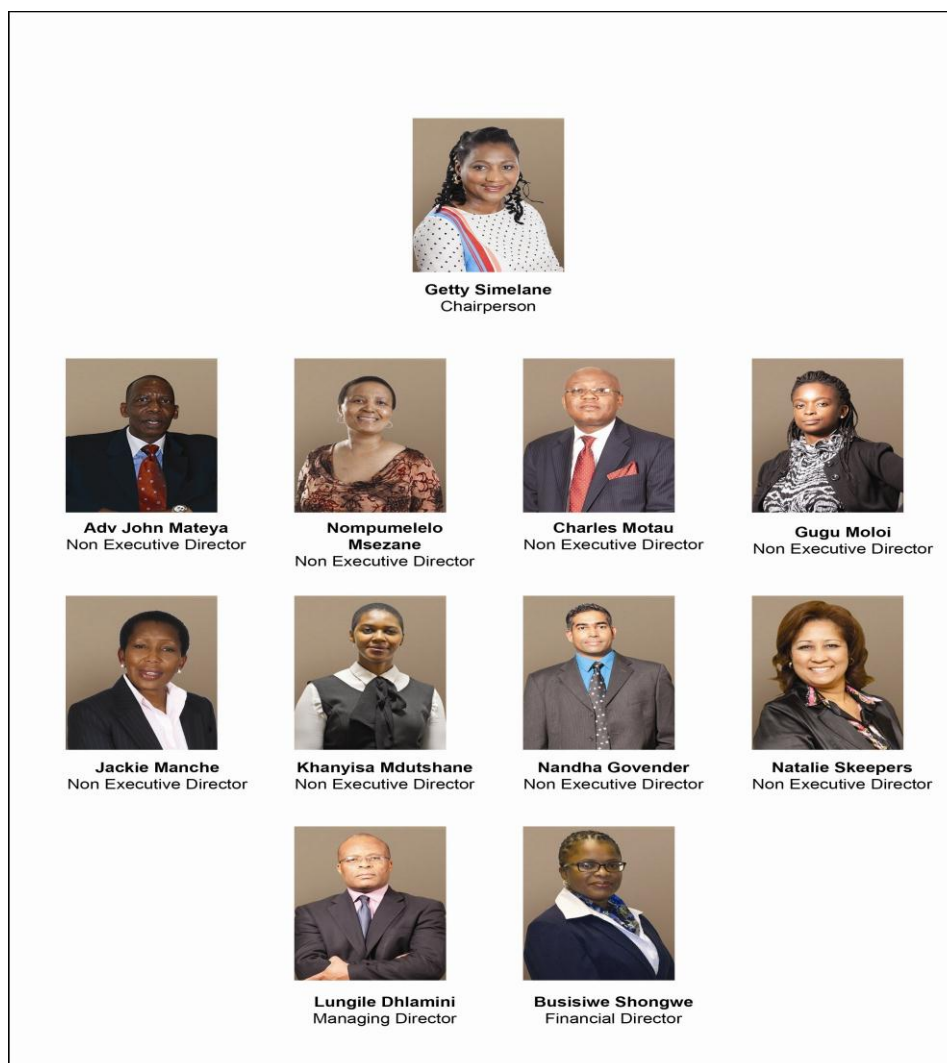 Getty Simelane
Chairperson
Adv John Mateya
Non Executive Director
Nompumelelo
Msezane
Non Executive Director
Charles Motau
Non Executive Director
Gugu Moloi
Non Executive Director
Jackie Manche
Non Executive Director
Khanyisa Mdutshane
Non Executive Director
Nandha Govender
Non Executive Director
Natalie Skeepers
Non Executive Director
Lungile Dhlamini
Managing Director
Busisiwe Shongwe
Financial Director